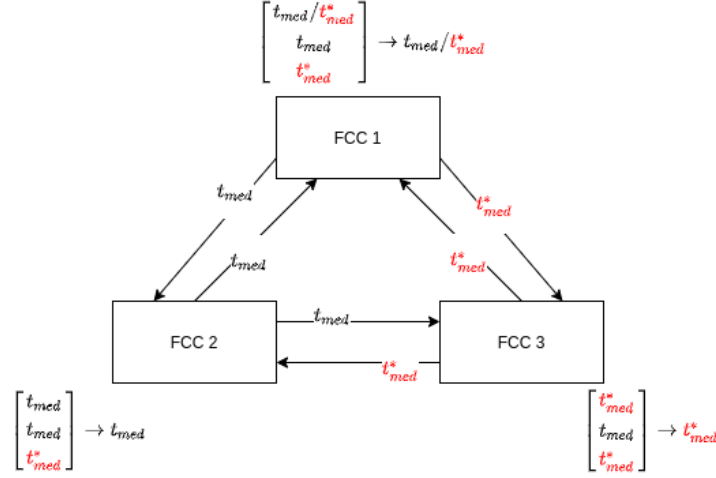 [t_med/t*_med
t_med
t*_med] → t_med/t*_med
FCC 1
t_med
t*_med
t_med
t*_med
FCC 2
t_med
FCC 3
t*_med
[t_med
t_med
t*_med] → t_med
[t*_med
t_med
t*_med] → t*_med